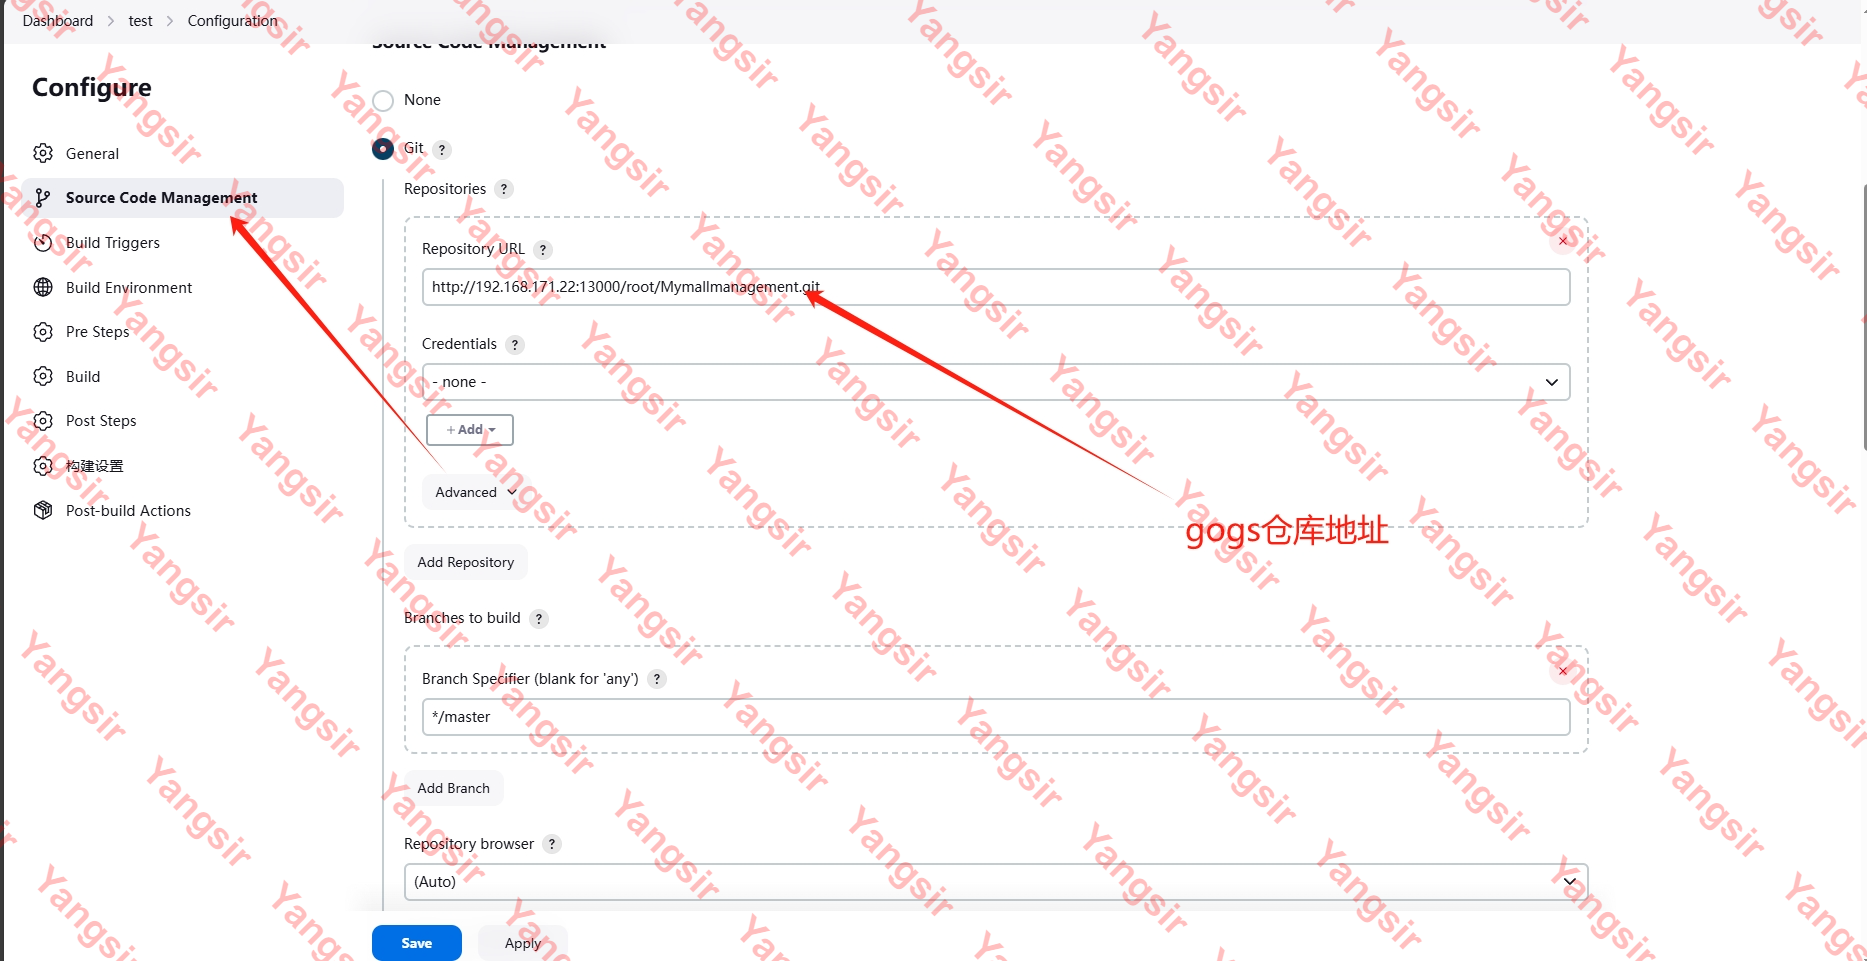 Dashboard > test > Configuration
Configure
General
Source Code Management
Build Triggers
Build Environment
Pre Steps
Build
Post Steps
构建设置
Post-build Actions
Source Code Management
None
Git ?
Repositories ?
Repository URL ?
http://192.168.171.22:13000/root/Mymallmanagement.git
Credentials ?
- none -
+ Add
Advanced
gogs仓库地址
Add Repository
Branches to build ?
Branch Specifier (blank for 'any') ?
*/master
Add Branch
Repository browser ?
(Auto)
Save
Apply
Yangsir